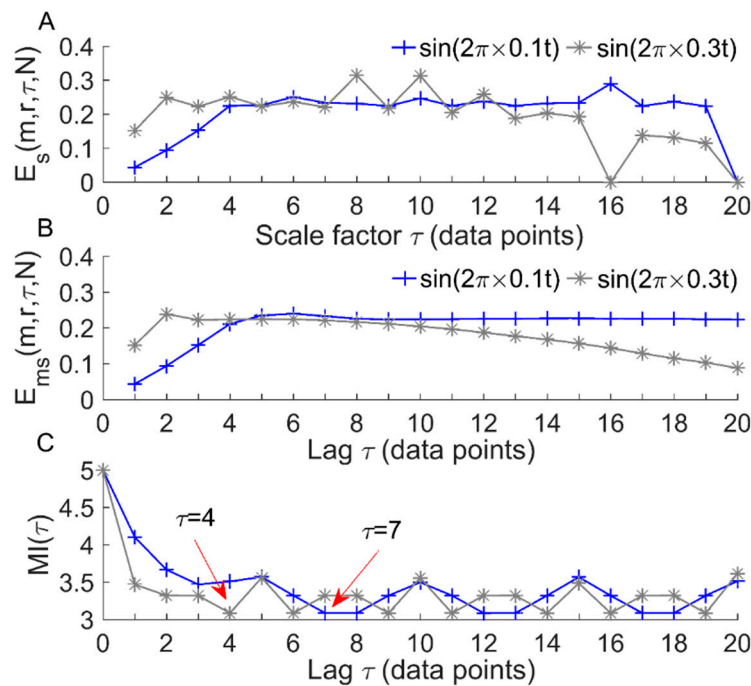 A
0.4
0.3
0.2
0.1
0
E_s(m,r,τ,N)
sin(2π×0.1t) sin(2π×0.3t)
0 2 4 6 8 10 12 14 16 18 20
Scale factor τ (data points)
B
0.4
0.3
0.2
0.1
0
E_ms(m,r,τ,N)
sin(2π×0.1t) sin(2π×0.3t)
0 2 4 6 8 10 12 14 16 18 20
Lag τ (data points)
C
5
4.5
4
3.5
3
MI(τ)
τ=4
τ=7
0 2 4 6 8 10 12 14 16 18 20
Lag τ (data points)